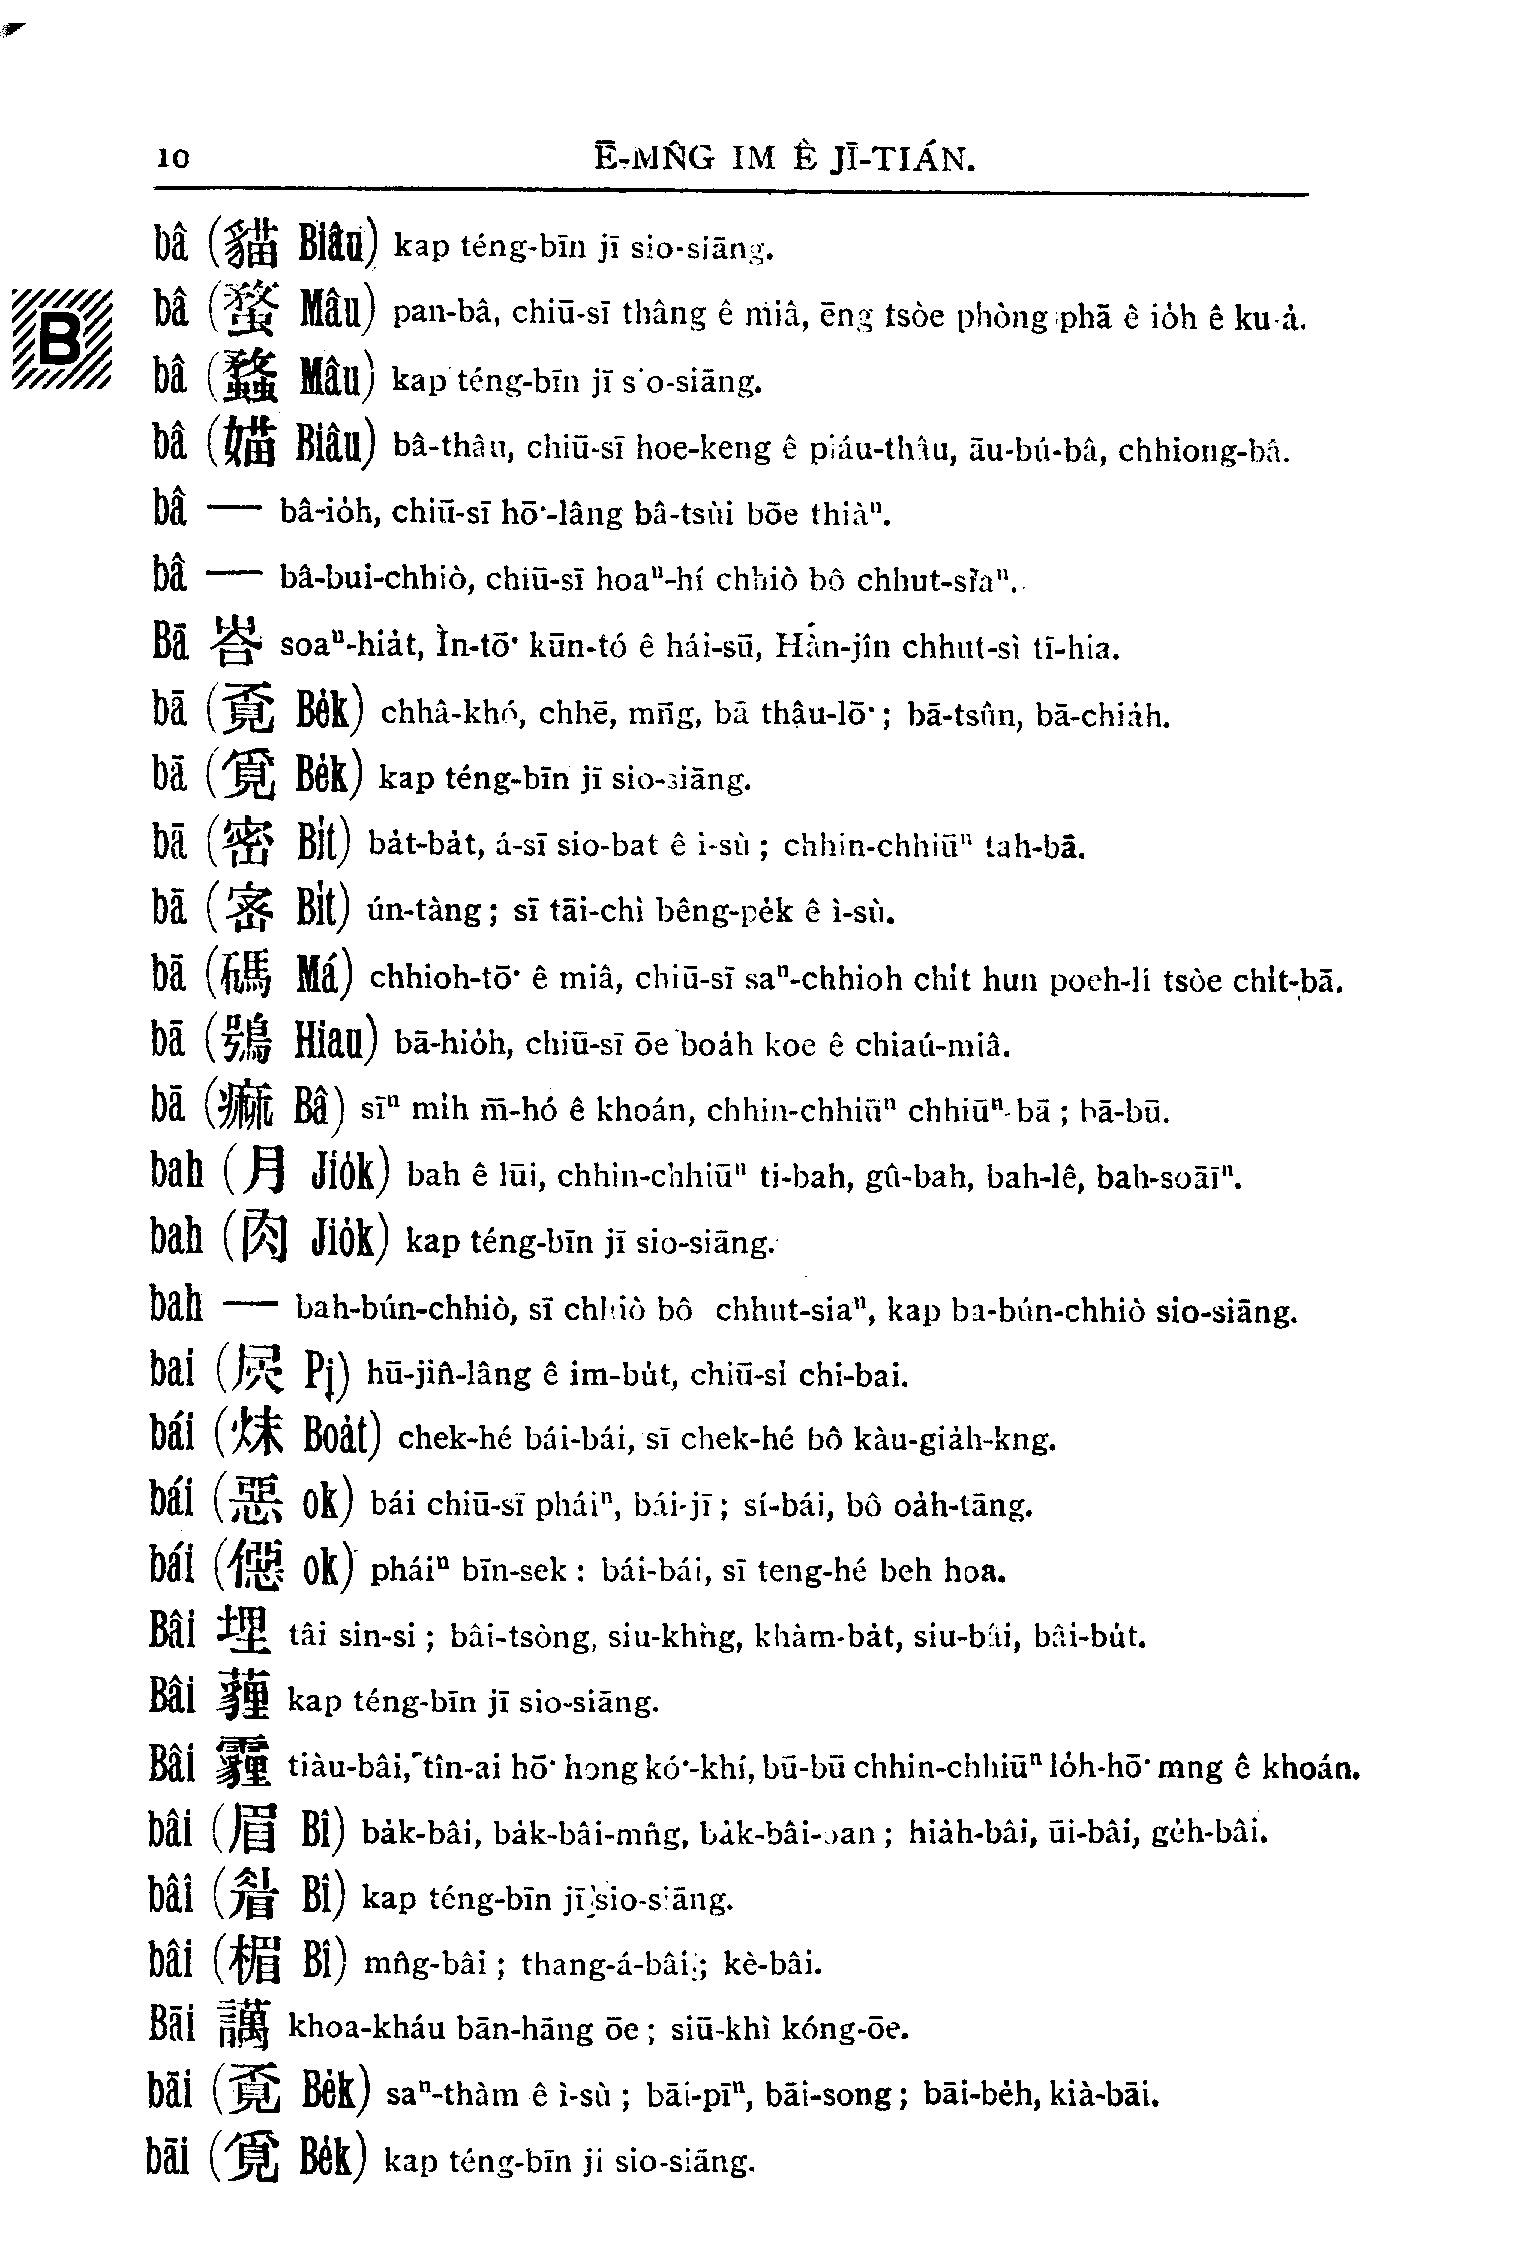 10 Ē-MN̂G IM Ê JĪ-TIÁN.
bâ (貓 Biâu) kap téng-bīn jī sio-siāng.
B
bâ (蝥 Mâu) pan-bâ, chiū-sī thâng ê miâ, ēng tsòe phòng-phā ê io̍h ê ku-á.
bâ (蟊 Mâu) kap téng-bīn jī sio-siāng.
bâ (媌 Biâu) bâ-thâu, chiū-sī hoe-keng ê piáu-thâu, āu-bú-bâ, chhiong-bâ.
bâ — bâ-io̍h, chiū-sī hō͘-lâng bâ-tsùi bōe thiàⁿ.
bâ — bâ-bui-chhiò, chiū-sī hoaⁿ-hí chhiò bô chhut-siaⁿ.
Bā 峇 soaⁿ-hia̍t, Ìn-tō͘ kūn-tó ê hái-sū, Hàn-jîn chhut-sì tī-hia.
bā (覔 Be̍k) chhâ-khó, chhē, mn̄g, bā thâu-lō͘; bā-tsûn, bā-chia̍h.
bā (覓 Be̍k) kap téng-bīn jī sio-siāng.
bā (密 Bi̍t) ba̍t-ba̍t, á-sī sio-bat ê i-sù; chhin-chhiūⁿ tah-bā.
bā (宻 Bi̍t) ún-tàng; sī tāi-chì bêng-pe̍k ê ì-sù.
bā (碼 Má) chhioh-tō͘ ê miâ, chiū-sī saⁿ-chhioh chi̍t hun poeh-lî tsòe chi̍t-bā.
bā (鴞 Hiau) bā-hio̍h, chiū-sī ōe boa̍h koe ê chiaú-miâ.
bā (痲 Bâ) sīⁿ mi̍h m̄-hó ê khoán, chhin-chhiūⁿ chhiūⁿ-bā; bā-bū.
bah (月 Jio̍k) bah ê lūi, chhin-chhiūⁿ ti-bah, gû-bah, bah-lê, bah-soāīⁿ.
bah (肉 Jio̍k) kap téng-bīn jī sio-siāng.
bah — bah-bún-chhiò, sī chhiò bô chhut-siaⁿ, kap ba-bún-chhiò sio-siāng.
bai (屄 Pi) hū-jîn-lâng ê im-bu̍t, chiū-sī chi-bai.
bái (㶬 Boa̍t) chek-hé bái-bái, sī chek-hé bô kàu-gia̍h-kng.
bái (惡 ok) bái chiū-sī pháiⁿ, bái-jī; sí-bái, bô oa̍h-tāng.
bái (僫 ok) pháiⁿ bīn-sek: bái-bái, sī teng-hé beh hoa.
Bâi 埋 tâi sin-si; bâi-tsòng, siu-khǹg, khàm-ba̍t, siu-bâi, bâi-bu̍t.
Bâi 薶 kap téng-bīn jī sio-siāng.
Bâi 霾 tiàu-bâi, tîn-ai hō͘ hong kó͘-khí, bū-bū chhin-chhiūⁿ lo̍h-hō͘ mng ê khoán.
bâi (眉 Bî) ba̍k-bâi, ba̍k-bâi-mn̂g, ba̍k-bâi-oan; hia̍h-bâi, ūi-bâi, ge̍h-bâi.
bâi (眷 Bî) kap téng-bīn jī sio-siāng.
bâi (楣 Bî) mn̂g-bâi; thang-á-bâi; kè-bâi.
Bāi 譪 khoa-kháu bān-hāng ōe; siū-khì kóng-ōe.
bāi (覔 Be̍k) saⁿ-thàm ê ì-sù; bāi-pīⁿ, bāi-song; bāi-be̍h, kià-bāi.
bāi (覓 Be̍k) kap téng-bīn ji sio-siāng.